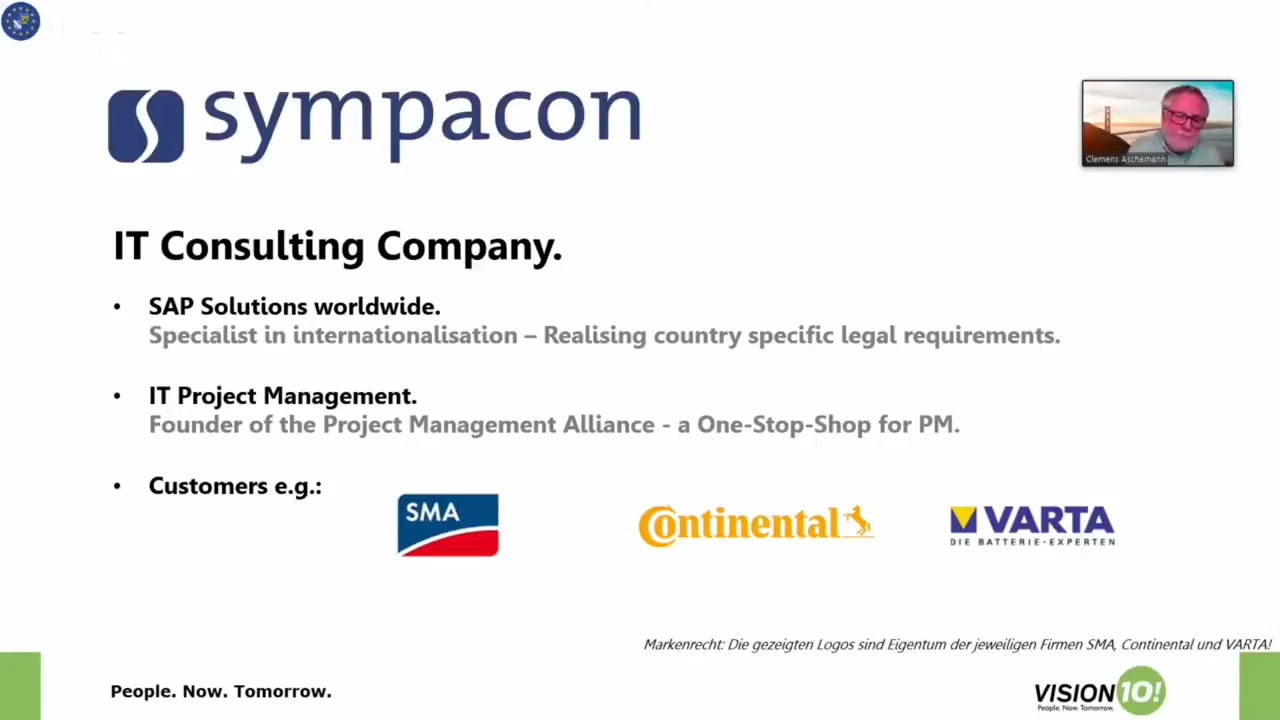 sympacon
Clemens Aschemann
IT Consulting Company.
• SAP Solutions worldwide.
Specialist in internationalisation – Realising country specific legal requirements.
• IT Project Management.
Founder of the Project Management Alliance - a One-Stop-Shop for PM.
• Customers e.g.:
SMA
Continental
VARTA
DIE BATTERIE-EXPERTEN
Markenrecht: Die gezeigten Logos sind Eigentum der jeweiligen Firmen SMA, Continental und VARTA!
People. Now. Tomorrow.
VISION 10!
People. Now. Tomorrow.